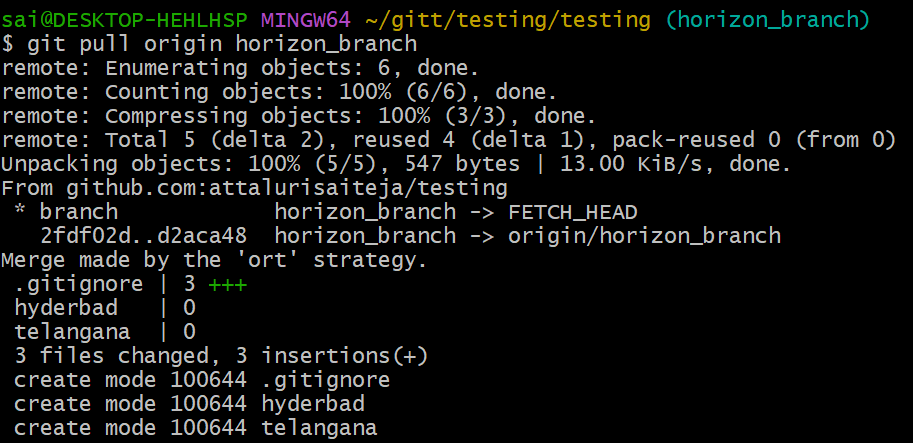 sai@DESKTOP-HEHLHSP MINGW64 ~/gitt/testing/testing (horizon_branch)
$ git pull origin horizon_branch
remote: Enumerating objects: 6, done.
remote: Counting objects: 100% (6/6), done.
remote: Compressing objects: 100% (3/3), done.
remote: Total 5 (delta 2), reused 4 (delta 1), pack-reused 0 (from 0)
Unpacking objects: 100% (5/5), 547 bytes | 13.00 KiB/s, done.
From github.com:attalurisaiteja/testing
 * branch            horizon_branch -> FETCH_HEAD
   2fdf02d..d2aca48  horizon_branch -> origin/horizon_branch
Merge made by the 'ort' strategy.
 .gitignore | 3 +++
 hyderbad   | 0
 telangana  | 0
 3 files changed, 3 insertions(+)
 create mode 100644 .gitignore
 create mode 100644 hyderbad
 create mode 100644 telangana